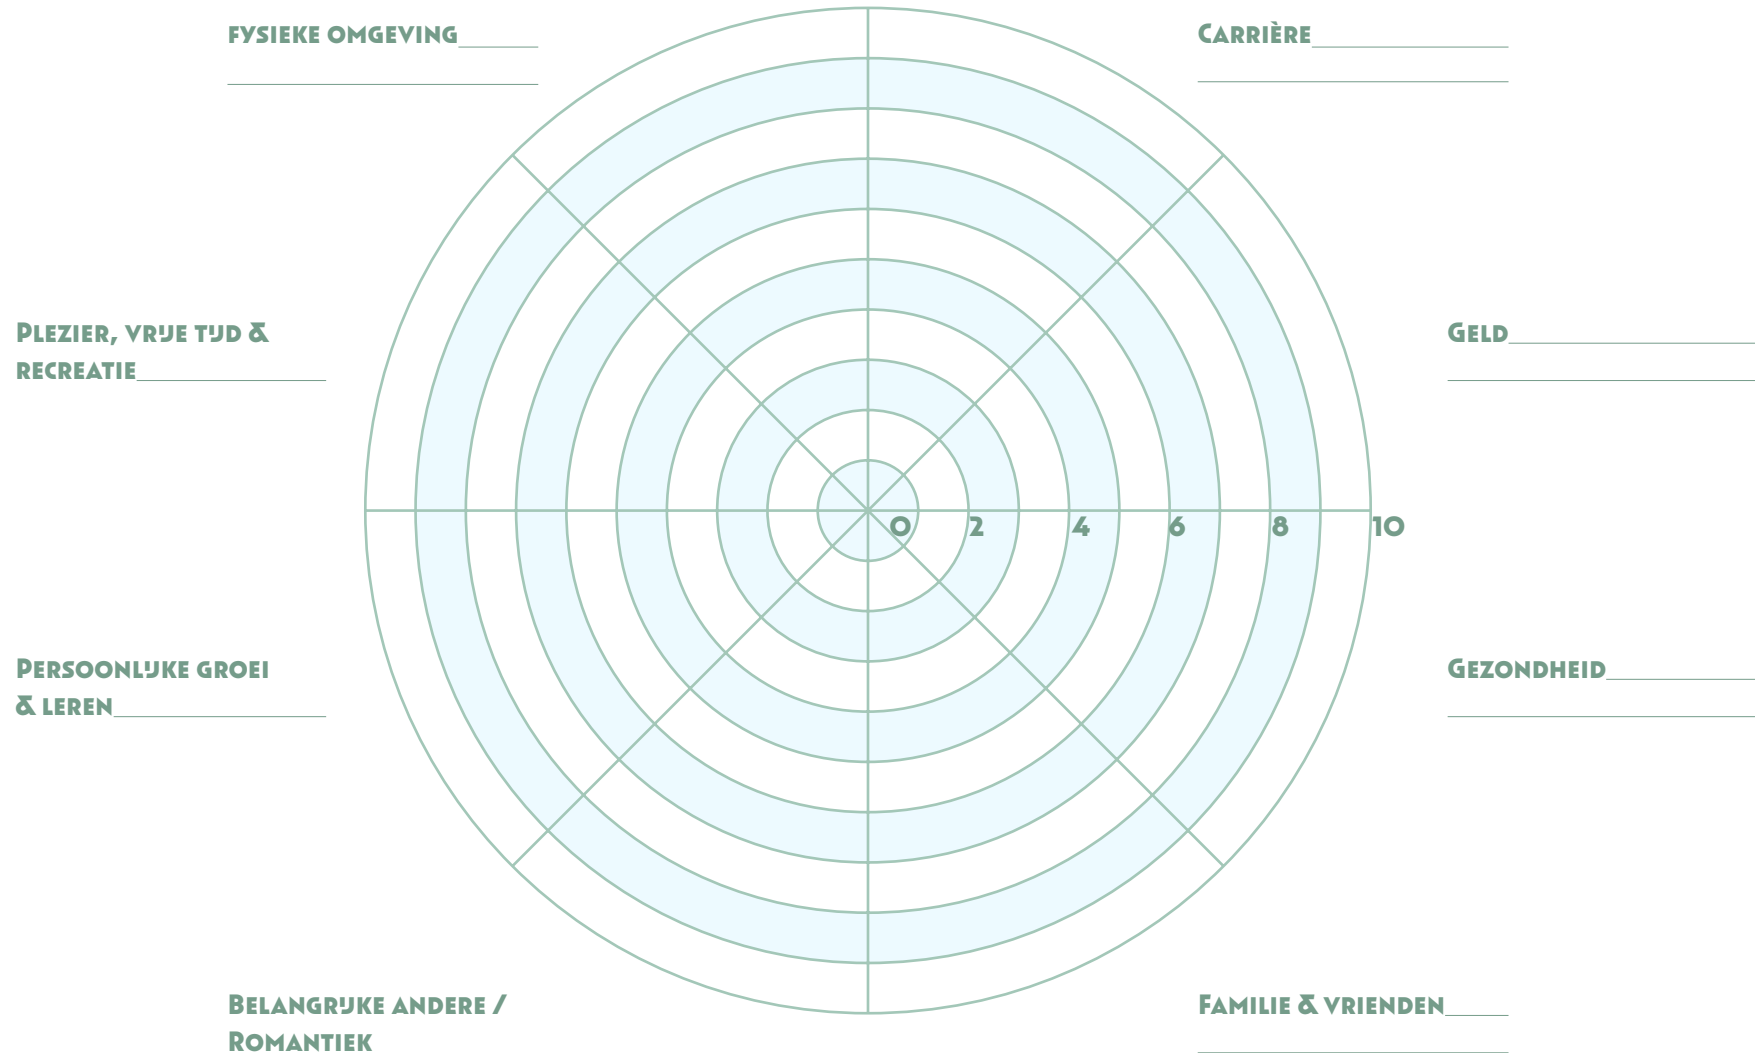 FYSIEKE OMGEVING
CARRIÈRE
PLEZIER, VRIJE TIJD &
RECREATIE
GELD
0 2 4 6 8 10
PERSOONLIJKE GROEI
& LEREN
GEZONDHEID
BELANGRIJKE ANDERE /
ROMANTIEK
FAMILIE & VRIENDEN